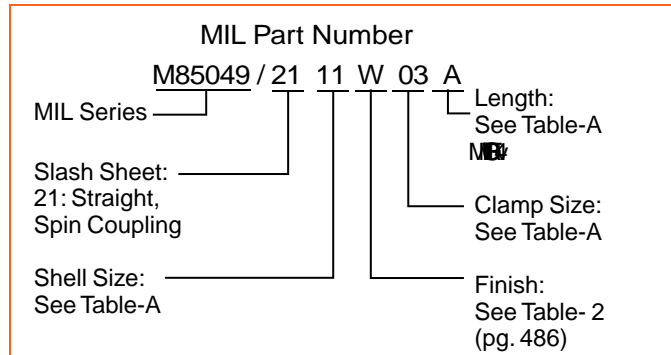 MIL Part Number
M85049 / 21 11 W 03 A
MIL Series
Slash Sheet:
21: Straight,
Spin Coupling
Shell Size:
See Table-A
Length:
See Table-A
Clamp Size:
See Table-A
Finish:
See Table- 2
(pg. 486)